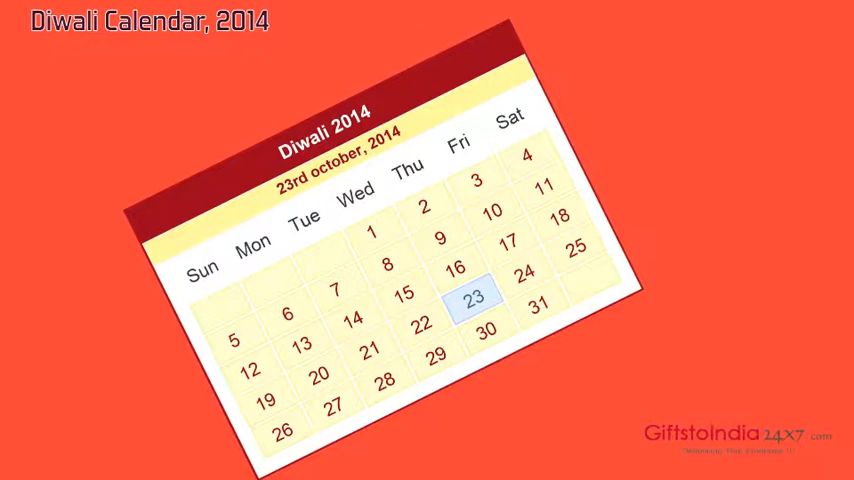 Diwali Calendar, 2014
Diwali 2014
23rd october, 2014
Sun Mon Tue Wed Thu Fri Sat
1 2 3 4
5 6 7 8 9 10 11
12 13 14 15 16 17 18
19 20 21 22 23 24 25
26 27 28 29 30 31
GiftstoIndia24x7.com